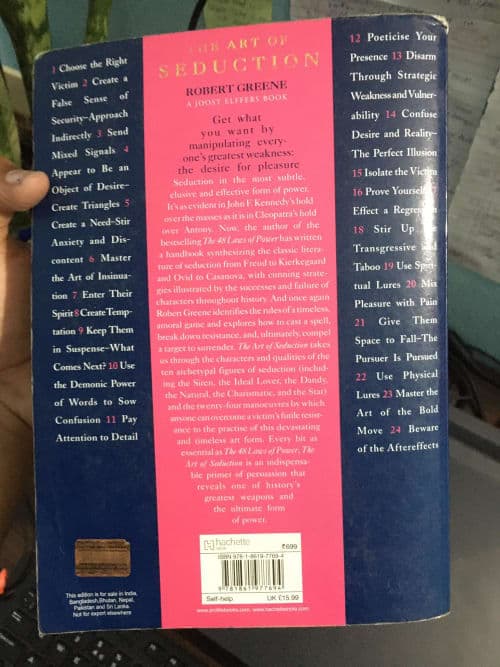 THE ART OF
SEDUCTION
ROBERT GREENE
A JOOST ELFFERS BOOK
Get what
you want by
manipulating every-
one's greatest weakness:
the desire for pleasure
Seduction is the most subtle,
elusive and effective form of power.
It's as evident in John F. Kennedy's hold
over the masses as it is in Cleopatra's hold
over Antony. Now, the author of the
bestselling The 48 Laws of Power has written
a handbook synthesizing the classic litera-
ture of seduction from Freud to Kierkegaard
and Ovid to Casanova, with cunning strate-
gies illustrated by the successes and failure of
characters throughout history. And once again
Robert Greene identifies the rules of a timeless,
amoral game and explores how to cast a spell,
break down resistance, and, ultimately, compel
a target to surrender. The Art of Seduction takes
us through the characters and qualities of the
ten archetypal figures of seduction (includ-
ing the Siren, the Ideal Lover, the Dandy,
the Natural, the Charismatic, and the Star)
and the twenty-four manoeuvres by which
anyone can overcome a victim's futile resist-
ance to the practise of this devastating
and timeless art form. Every bit as
essential as The 48 Laws of Power, The
Art of Seduction is an indispensa-
ble primer of persuasion that
reveals one of history's
greatest weapons and
the ultimate form
of power.
1 Choose the Right
Victim 2 Create a
False Sense of
Security–Approach
Indirectly 3 Send
Mixed Signals 4
Appear to Be an
Object of Desire–
Create Triangles 5
Create a Need–Stir
Anxiety and Dis-
content 6 Master
the Art of Insinua-
tion 7 Enter Their
Spirit 8 Create Temp-
tation 9 Keep Them
in Suspense–What
Comes Next? 10 Use
the Demonic Power
of Words to Sow
Confusion 11 Pay
Attention to Detail
12 Poeticise Your
Presence 13 Disarm
Through Strategic
Weakness and Vulner-
ability 14 Confuse
Desire and Reality–
The Perfect Illusion
15 Isolate the Victim
16 Prove Yourself 17
Effect a Regression
18 Stir Up the
Transgressive and
Taboo 19 Use Spiri-
tual Lures 20 Mix
Pleasure with Pain
21 Give Them
Space to Fall–The
Pursuer Is Pursued
22 Use Physical
Lures 23 Master the
Art of the Bold
Move 24 Beware
of the Aftereffects
This edition is for sale in India,
Bangladesh, Bhutan, Nepal,
Pakistan and Sri Lanka.
Not for export elsewhere
hachette
₹699
ISBN 978-1-8619-7769-4
9 781861 977694
Self-help
UK £15.99
www.profilebooks.com www.hachetteindia.com